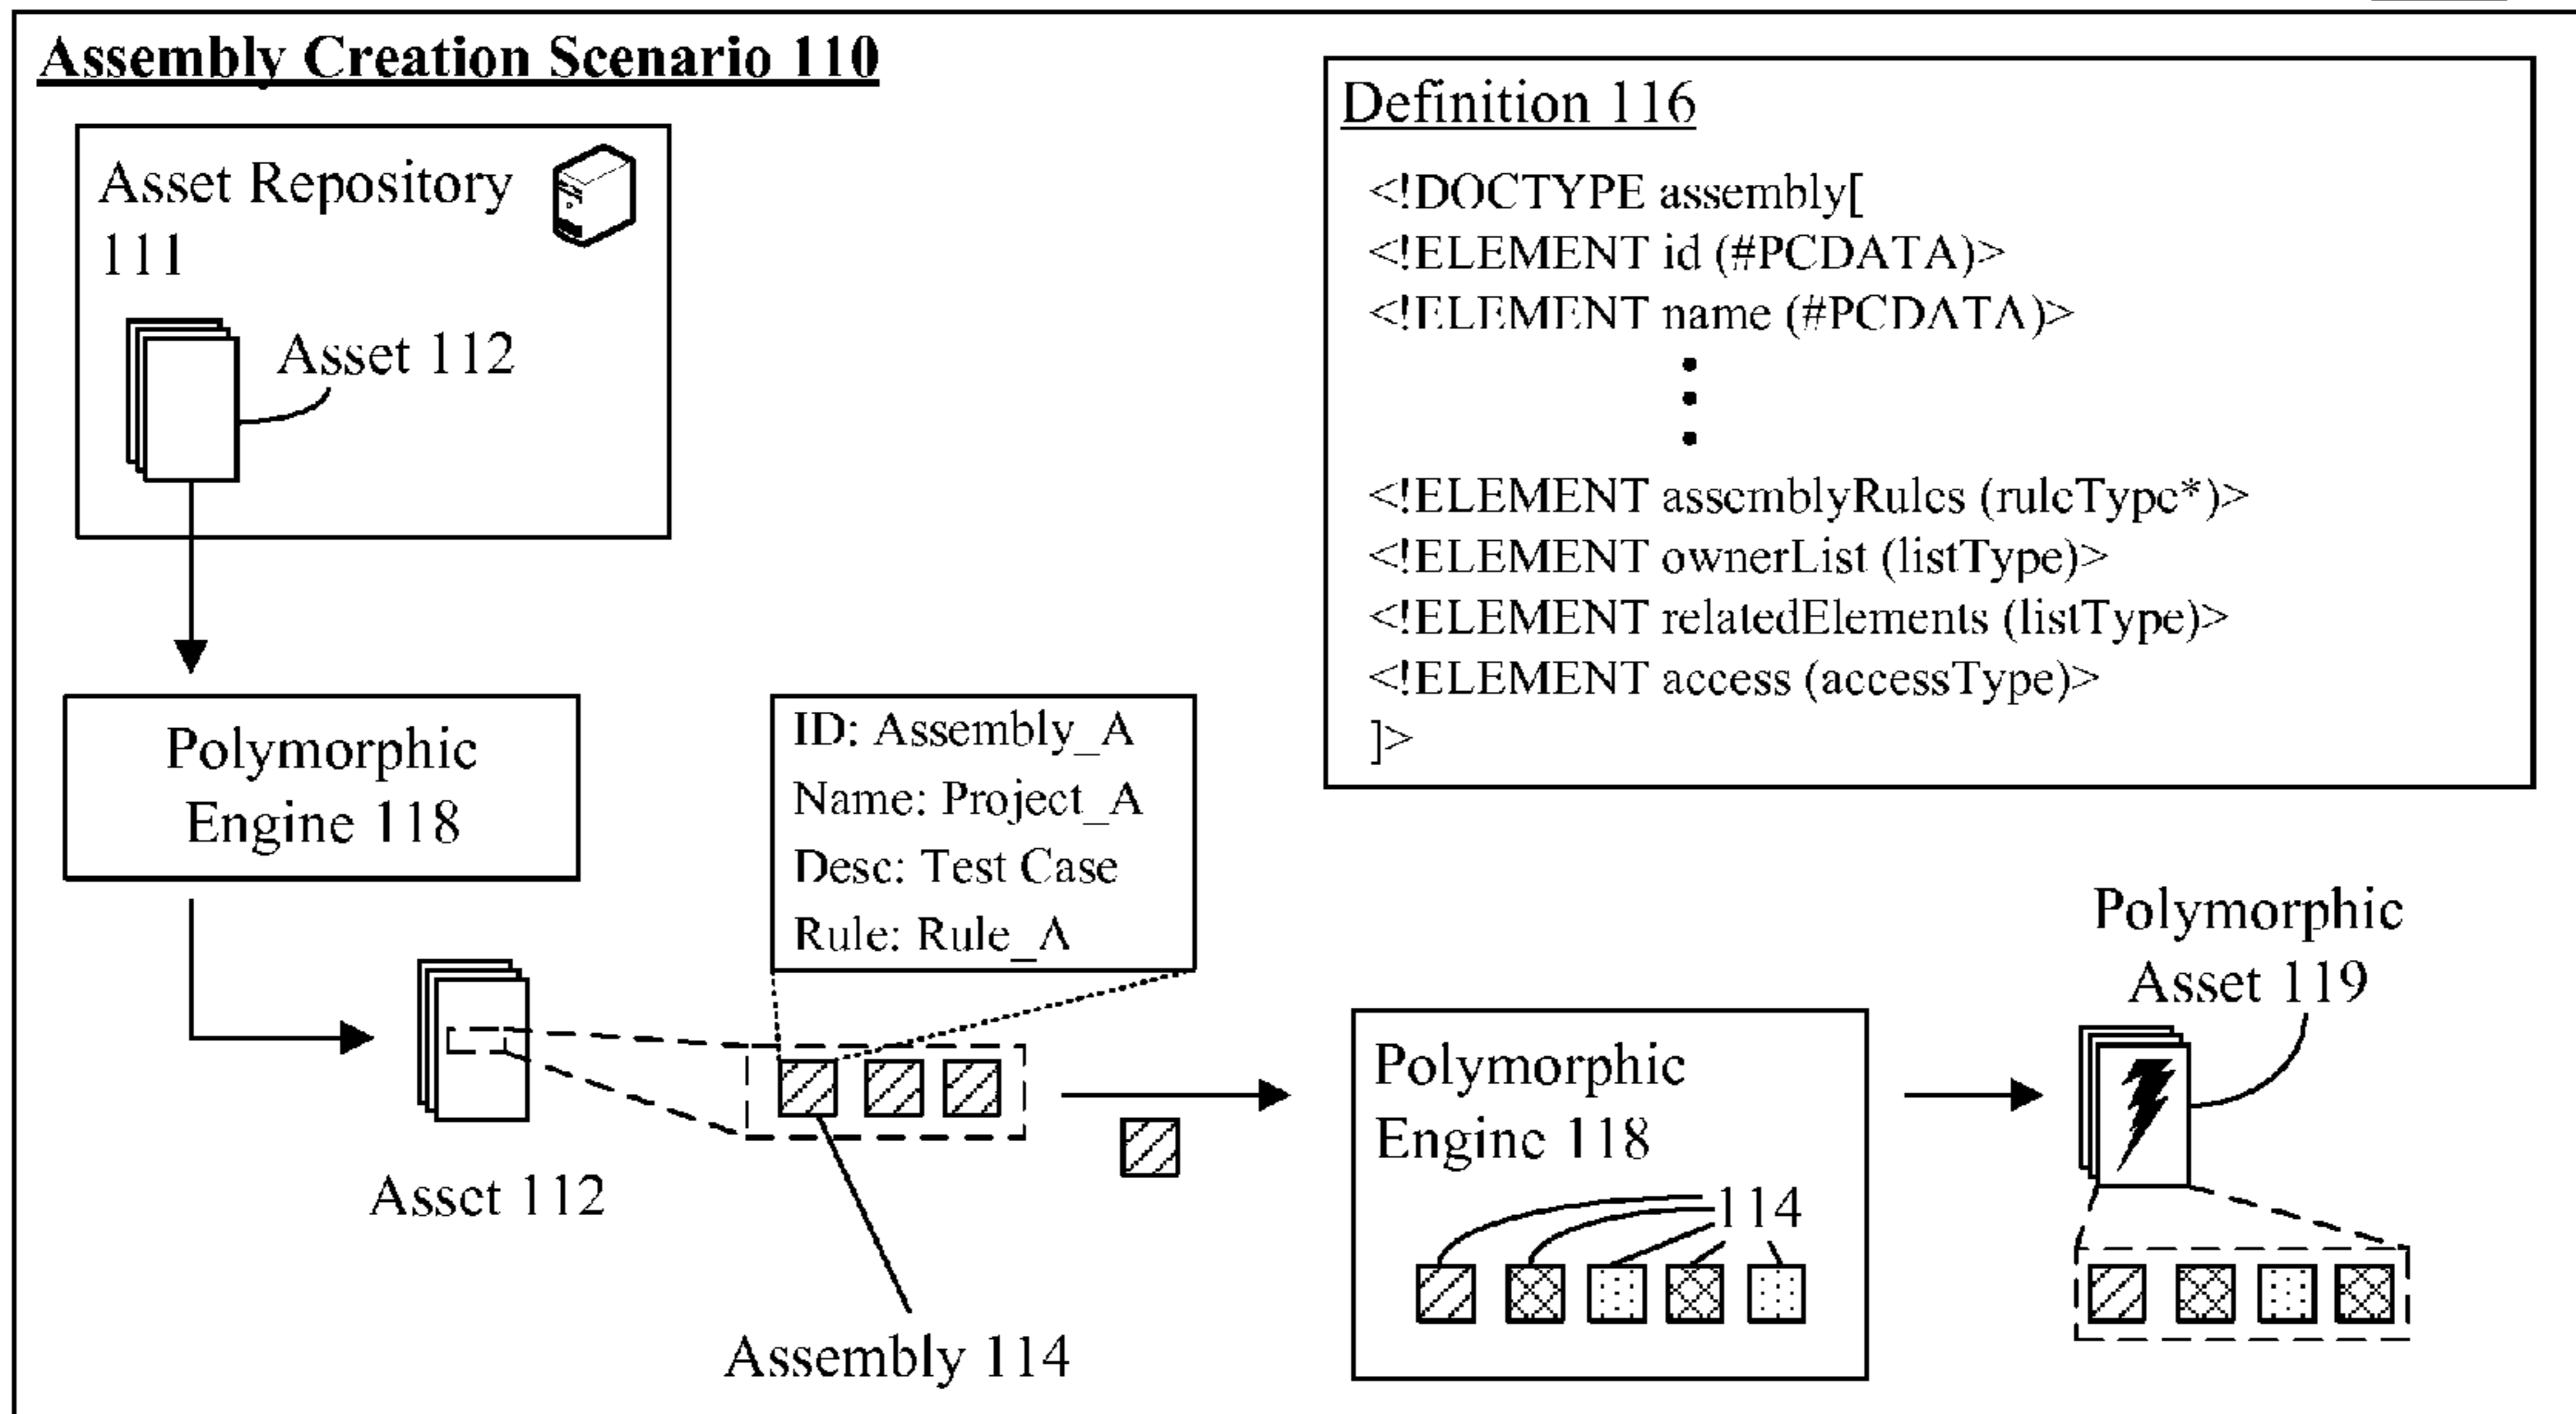 Assembly Creation Scenario 110
Asset Repository
111
Asset 112
Polymorphic
Engine 118
ID: Assembly_A
Name: Project_A
Desc: Test Case
Rule: Rule_A
Asset 112
Assembly 114
Definition 116
<!DOCTYPE assembly[
<!ELEMENT id (#PCDATA)>
<!ELEMENT name (#PCDATA)>
<!ELEMENT assemblyRules (ruleType*)>
<!ELEMENT ownerList (listType)>
<!ELEMENT relatedElements (listType)>
<!ELEMENT access (accessType)>
]>
Polymorphic
Engine 118
114
Polymorphic
Asset 119